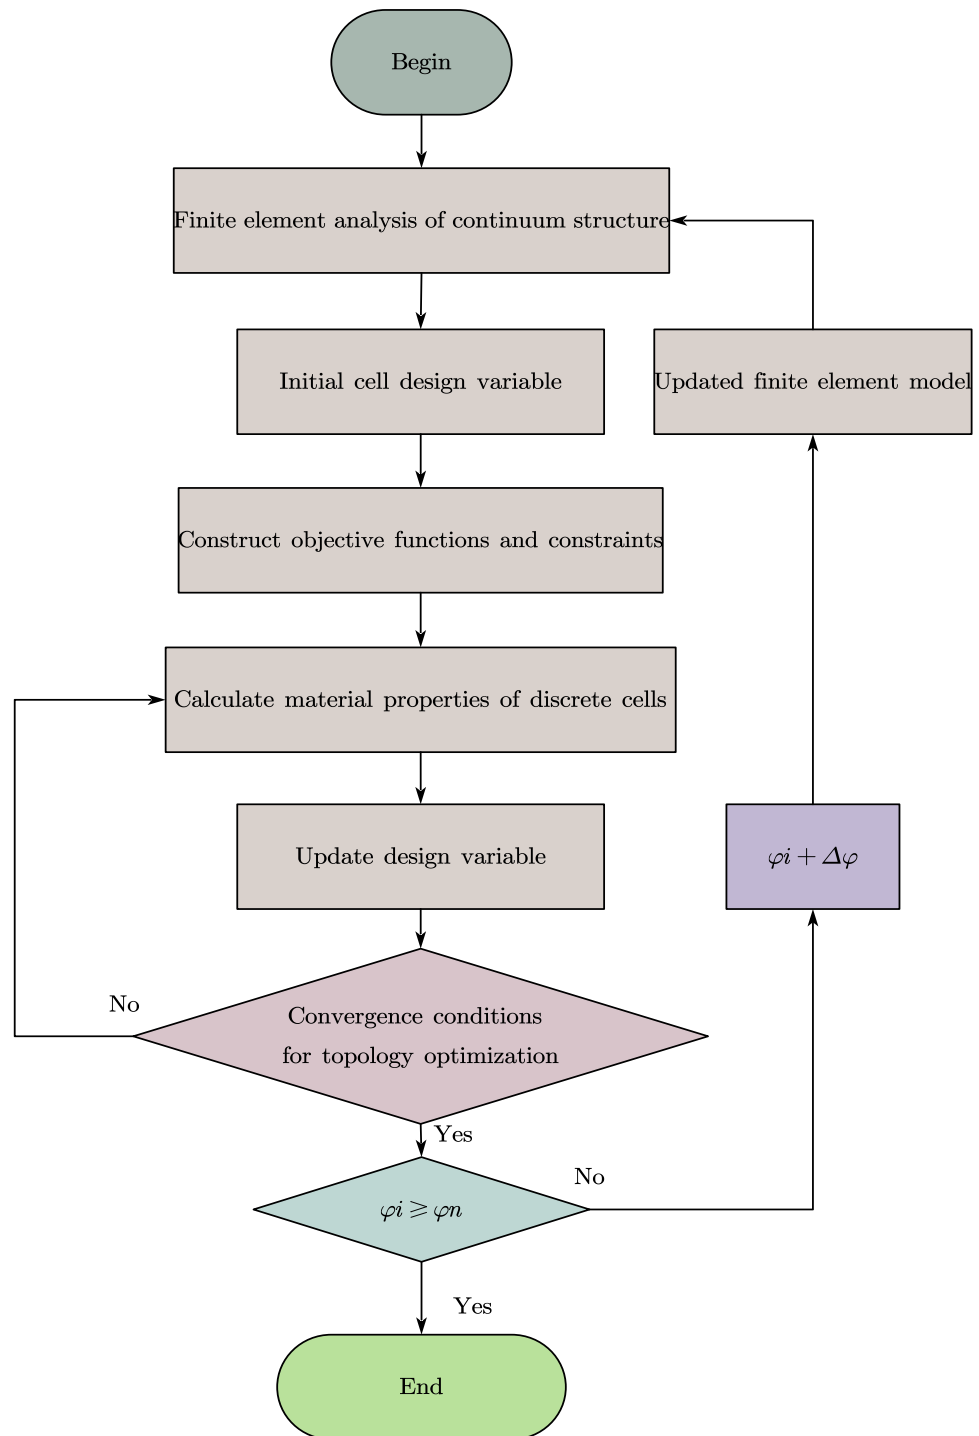 Begin
Finite element analysis of continuum structure
Initial cell design variable
Updated finite element model
Construct objective functions and constraints
Calculate material properties of discrete cells
Update design variable
φi + Δφ
No
Convergence conditions
for topology optimization
Yes
No
φi ⩾ φn
Yes
End